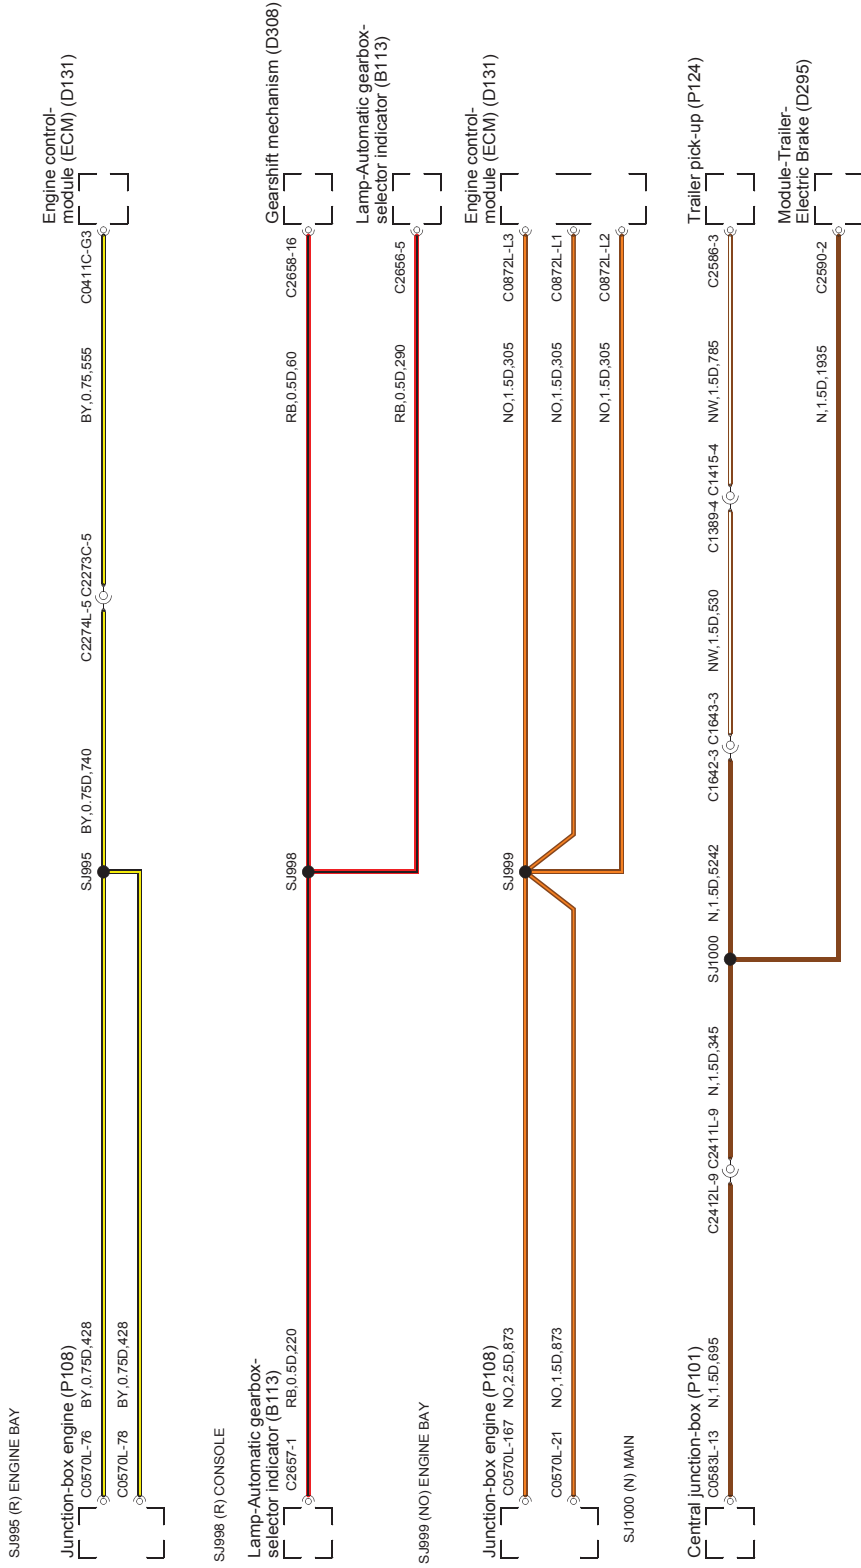 SJ995 (R) ENGINE BAY
Junction-box engine (P108)
C0570L-76 BY,0.75D,428
C0570L-78 BY,0.75D,428
SJ995
BY,0.75D,740
C2274L-5 C2273C-5
BY,0.75,555
C0411C-G3
Engine control-
module (ECM) (D131)
SJ998 (R) CONSOLE
Lamp-Automatic gearbox-
selector indicator (B113)
C2657-1 RB,0.5D,220
SJ998
RB,0.5D,60
C2658-16
Gearshift mechanism (D308)
RB,0.5D,290
C2656-5
Lamp-Automatic gearbox-
selector indicator (B113)
SJ999 (NO) ENGINE BAY
Junction-box engine (P108)
C0570L-167 NO,2.5D,873
C0570L-21 NO,1.5D,873
SJ999
NO,1.5D,305
C0872L-L3
NO,1.5D,305
C0872L-L1
NO,1.5D,305
C0872L-L2
Engine control-
module (ECM) (D131)
SJ1000 (N) MAIN
Central junction-box (P101)
C0583L-13 N,1.5D,695
C2412L-9 C2411L-9
N,1.5D,345
SJ1000
N,1.5D,5242
C1642-3 C1643-3
NW,1.5D,530
C1389-4 C1415-4
NW,1.5D,785
C2586-3
Trailer pick-up (P124)
N,1.5D,1935
C2590-2
Module-Trailer-
Electric Brake (D295)